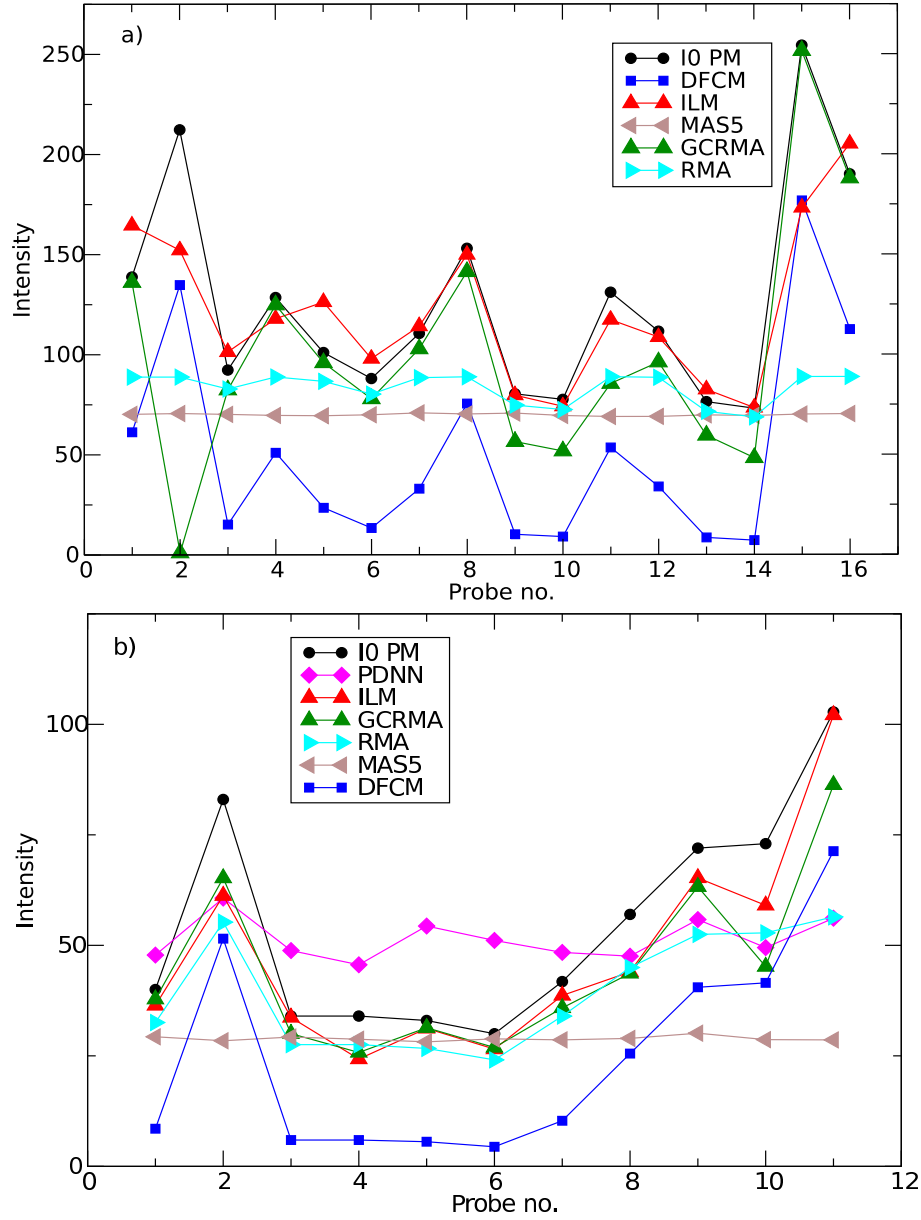 a)
250
200
150
100
50
0
Intensity
I0 PM
DFCM
ILM
MAS5
GCRMA
RMA
0 2 4 6 8 10 12 14 16
Probe no.
b)
100
50
0
Intensity
I0 PM
PDNN
ILM
GCRMA
RMA
MAS5
DFCM
0 2 4 6 8 10 12
Probe no.